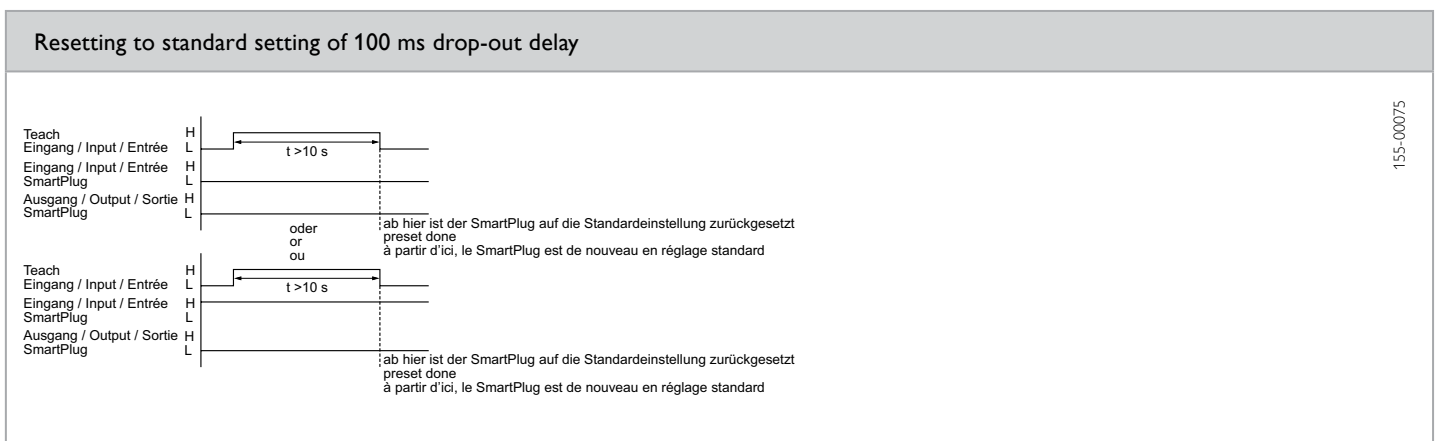 Resetting to standard setting of 100 ms drop-out delay
155-00075
Teach H
Eingang / Input / Entrée L
t >10 s
Eingang / Input / Entrée H
SmartPlug L
Ausgang / Output / Sortie H
SmartPlug L
oder
or
ou
ab hier ist der SmartPlug auf die Standardeinstellung zurückgesetzt
preset done
à partir d'ici, le SmartPlug est de nouveau en réglage standard
Teach H
Eingang / Input / Entrée L
t >10 s
Eingang / Input / Entrée H
SmartPlug L
Ausgang / Output / Sortie H
SmartPlug L
ab hier ist der SmartPlug auf die Standardeinstellung zurückgesetzt
preset done
à partir d'ici, le SmartPlug est de nouveau en réglage standard